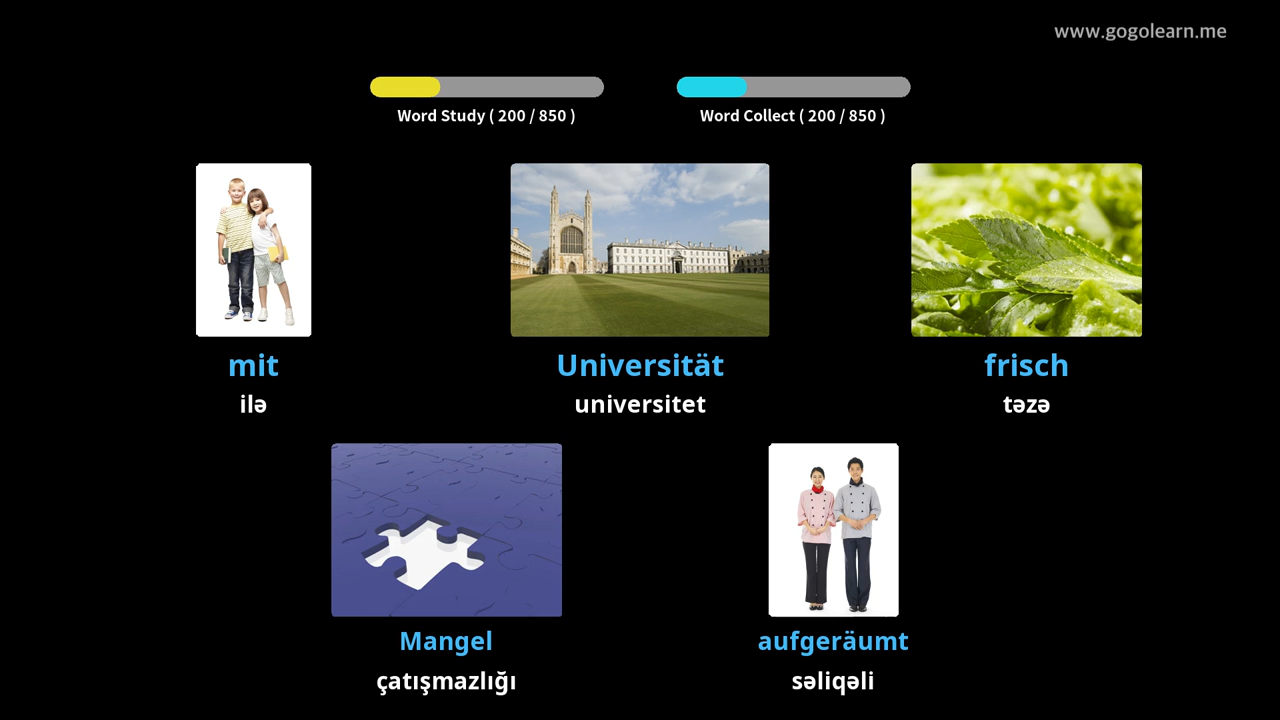 www.gogolearn.me
Word Study ( 200 / 850 )
Word Collect ( 200 / 850 )
mit
ilə
Universität
universitet
frisch
təzə
Mangel
çatışmazlığı
aufgeräumt
səliqəli